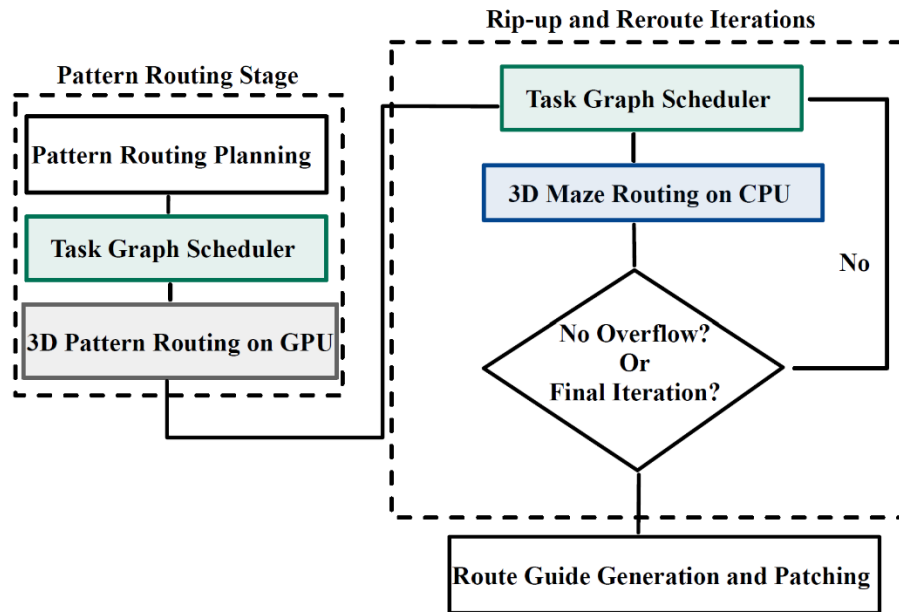 Pattern Routing Stage
Pattern Routing Planning
Task Graph Scheduler
3D Pattern Routing on GPU
Rip-up and Reroute Iterations
Task Graph Scheduler
3D Maze Routing on CPU
No Overflow?
Or
Final Iteration?
No
Route Guide Generation and Patching